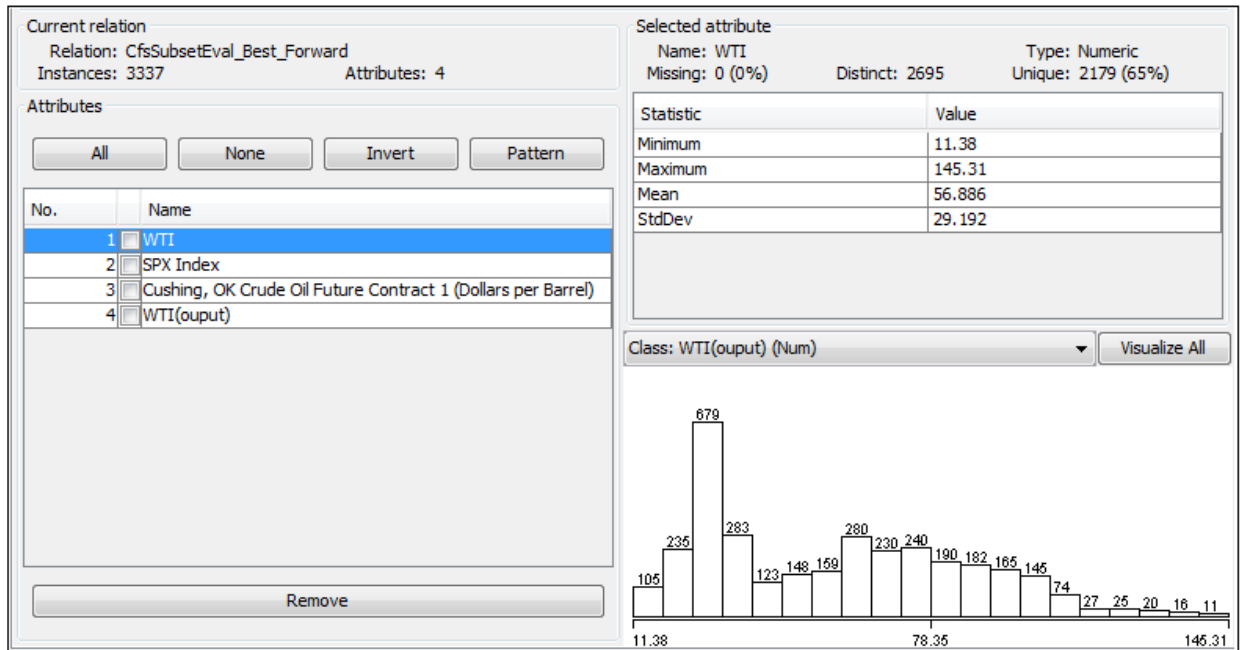 Current relation
Relation: CfsSubsetEval_Best_Forward
Instances: 3337 Attributes: 4
Attributes
All None Invert Pattern
No. Name
1 WTI
2 SPX Index
3 Cushing, OK Crude Oil Future Contract 1 (Dollars per Barrel)
4 WTI(ouput)
Remove
Selected attribute
Name: WTI Type: Numeric
Missing: 0 (0%) Distinct: 2695 Unique: 2179 (65%)
Statistic Value
Minimum 11.38
Maximum 145.31
Mean 56.886
StdDev 29.192
Class: WTI(ouput) (Num) Visualize All
105 235 679 283 123 148 159 280 230 240 190 182 165 145 74 27 25 20 16 11
11.38 78.35 145.31